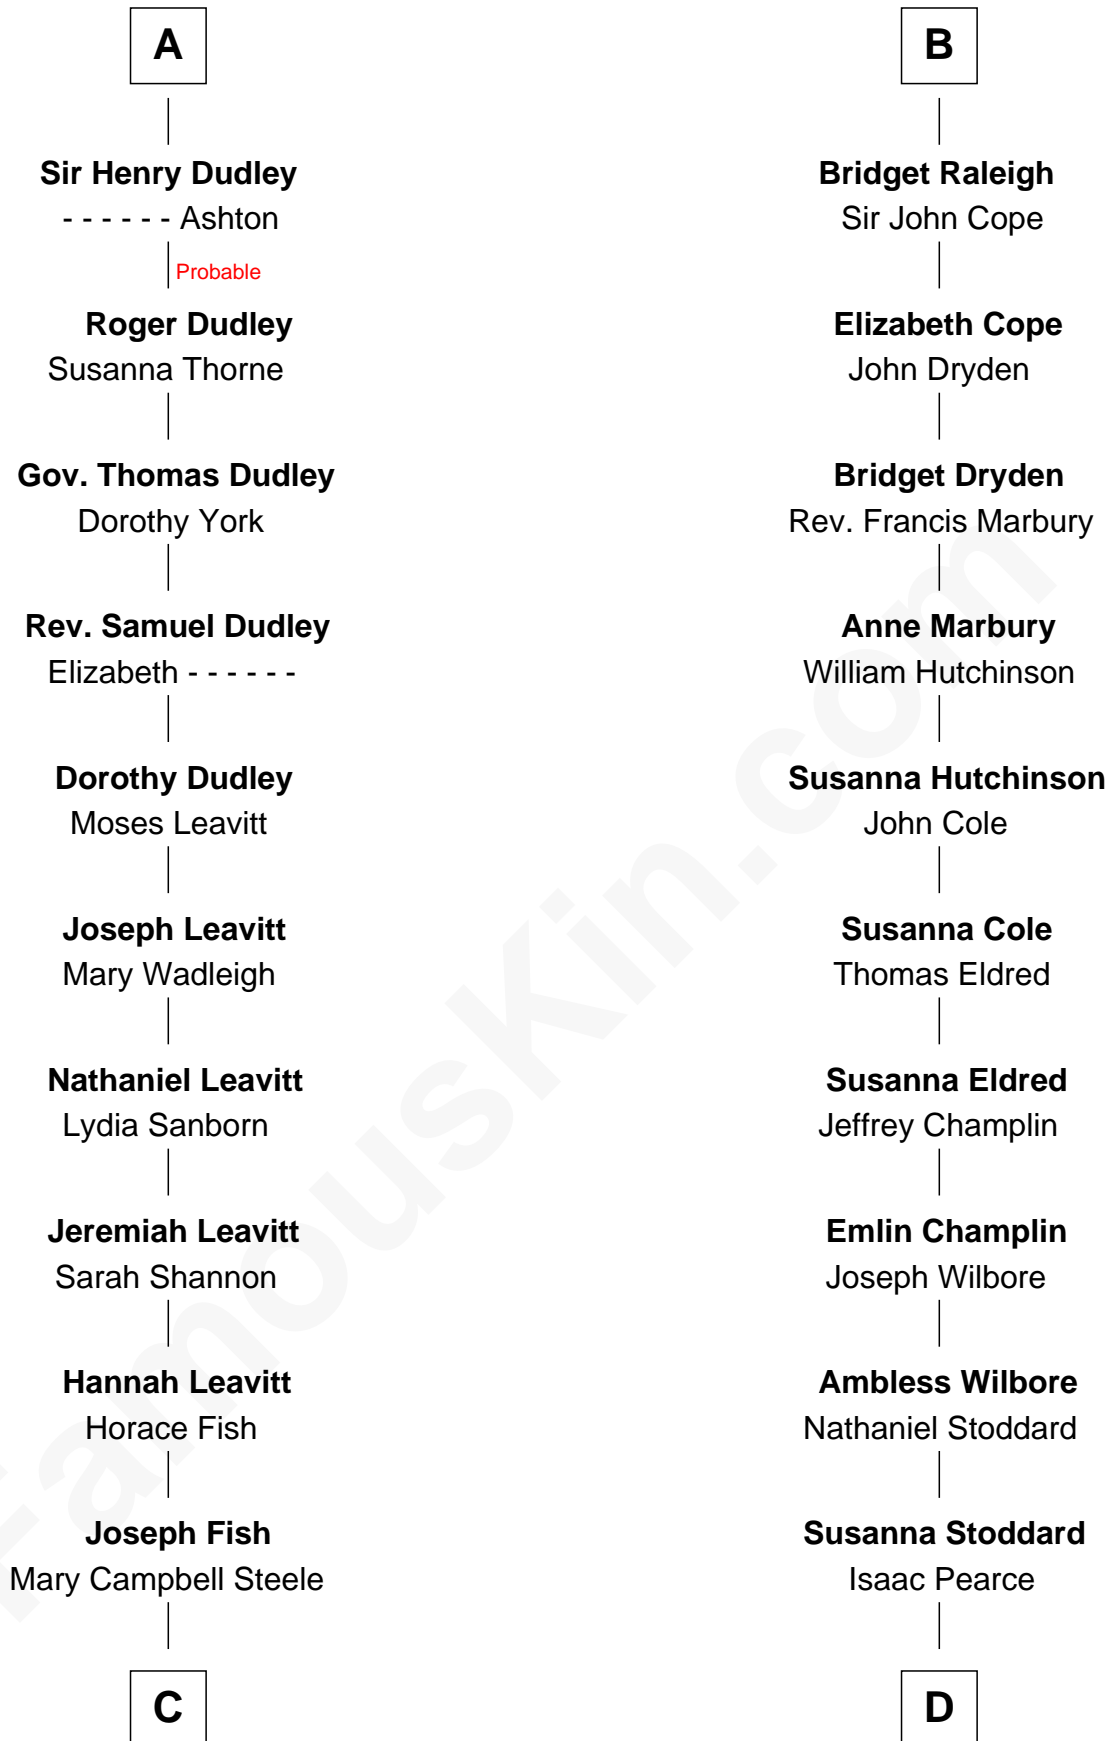 A
Sir Henry Dudley
- - - - - - Ashton
Probable
Roger Dudley
Susanna Thorne
Gov. Thomas Dudley
Dorothy York
Rev. Samuel Dudley
Elizabeth - - - - - -
Dorothy Dudley
Moses Leavitt
Joseph Leavitt
Mary Wadleigh
Nathaniel Leavitt
Lydia Sanborn
Jeremiah Leavitt
Sarah Shannon
Hannah Leavitt
Horace Fish
Joseph Fish
Mary Campbell Steele
C
B
Bridget Raleigh
Sir John Cope
Elizabeth Cope
John Dryden
Bridget Dryden
Rev. Francis Marbury
Anne Marbury
William Hutchinson
Susanna Hutchinson
John Cole
Susanna Cole
Thomas Eldred
Susanna Eldred
Jeffrey Champlin
Emlin Champlin
Joseph Wilbore
Ambless Wilbore
Nathaniel Stoddard
Susanna Stoddard
Isaac Pearce
D
FamousKin.com